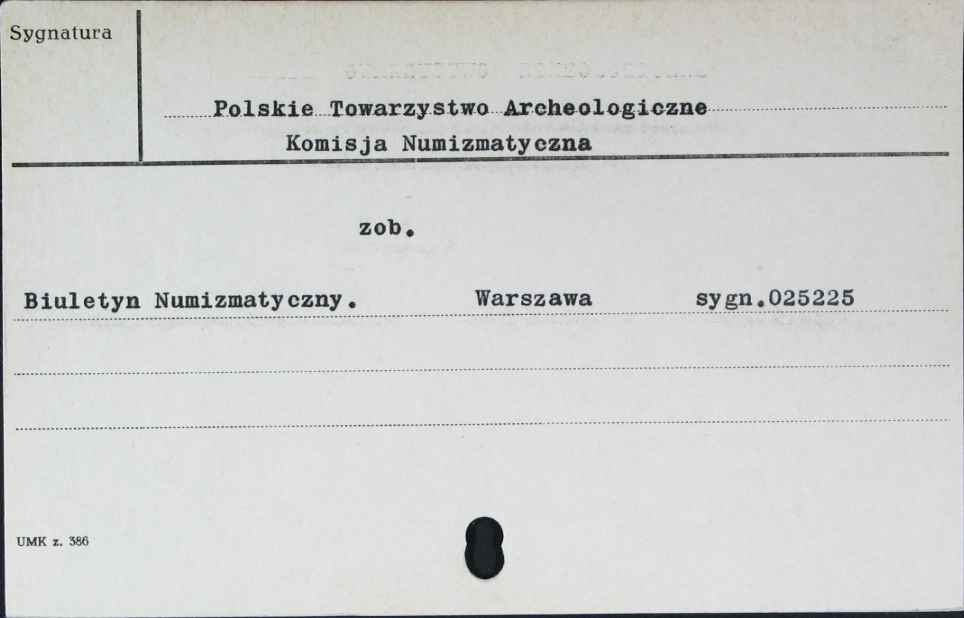 Sygnatura
Polskie Towarzystwo Archeologiczne
Komisja Numizmatyczna
zob.
Biuletyn Numizmatyczny. Warszawa sygn.025225
UMK z. 386